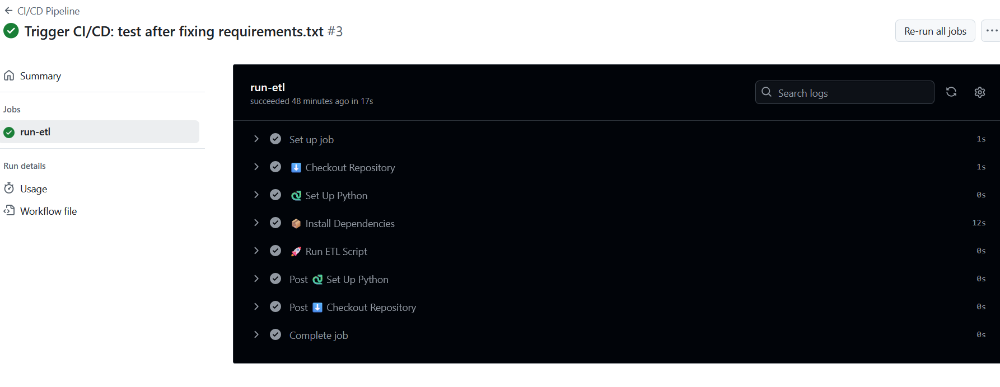 CI/CD Pipeline
Trigger CI/CD: test after fixing requirements.txt #3
Re-run all jobs
Summary
Jobs
run-etl
Run details
Usage
Workflow file
run-etl
succeeded 48 minutes ago in 17s
Search logs
Set up job 1s
⬇️ Checkout Repository 1s
🐍 Set Up Python 0s
📦 Install Dependencies 12s
🚀 Run ETL Script 0s
Post 🐍 Set Up Python 0s
Post ⬇️ Checkout Repository 0s
Complete job 0s